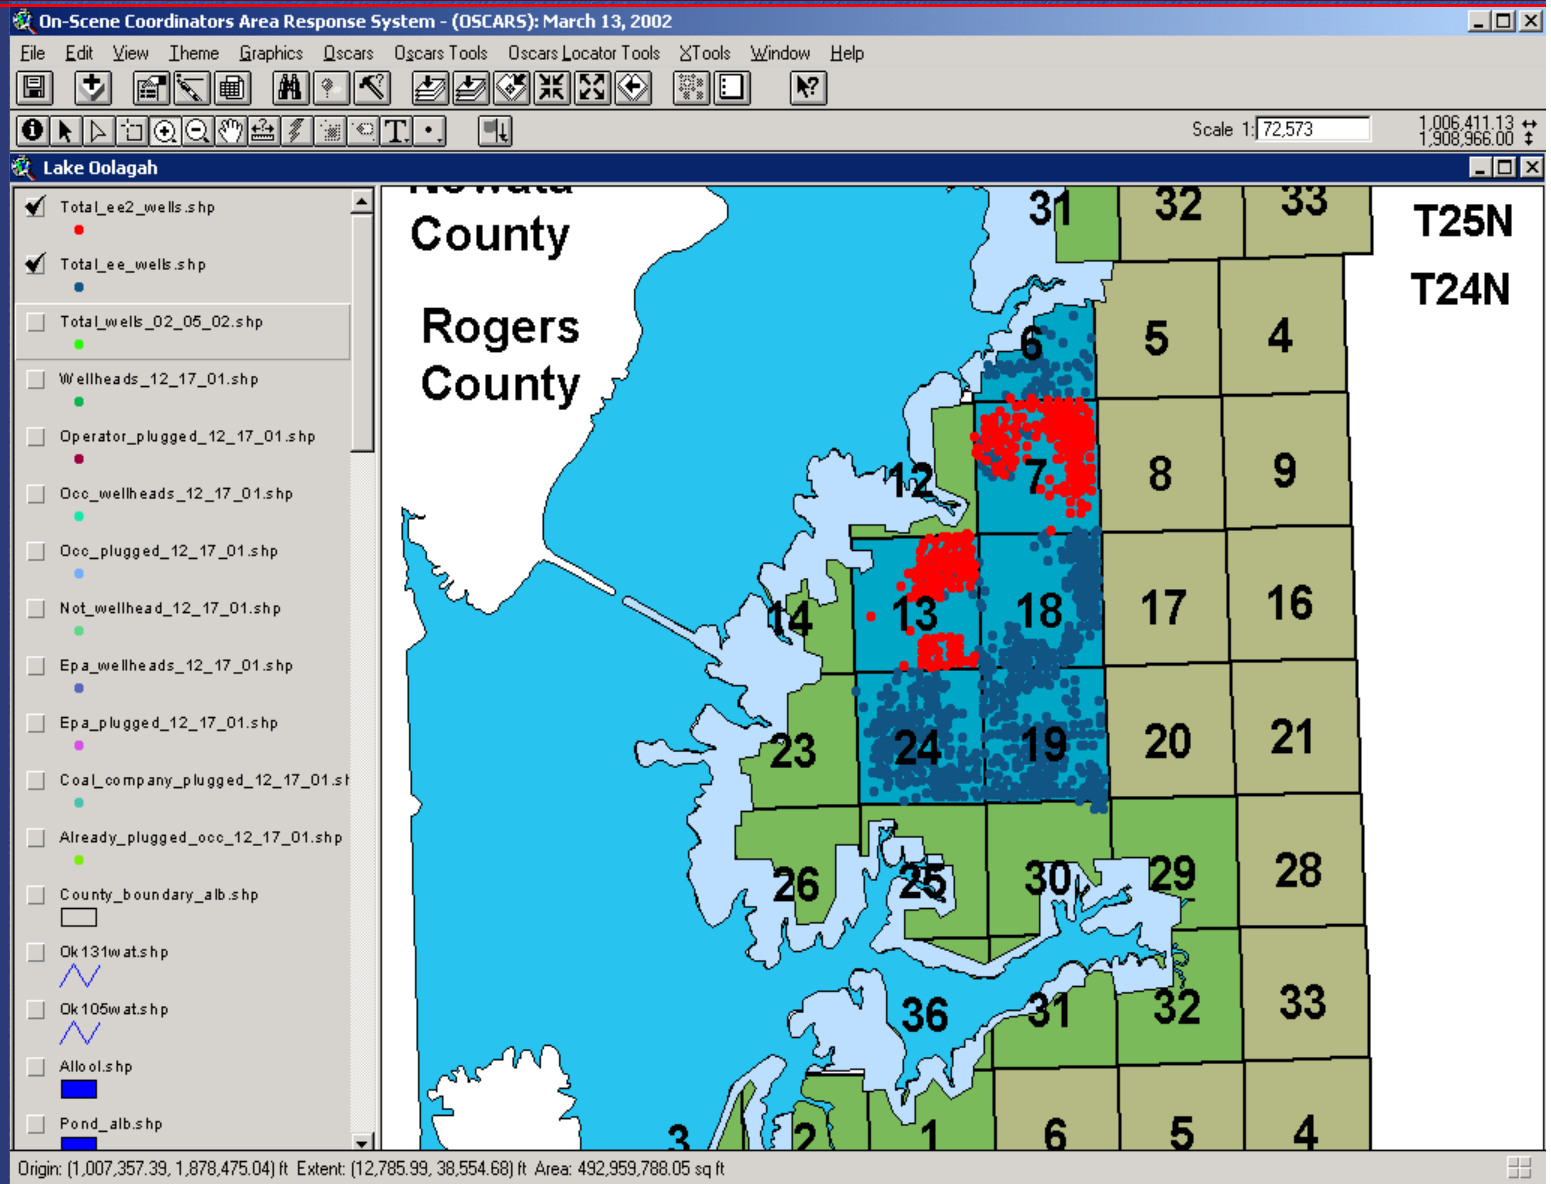 On-Scene Coordinators Area Response System - (OSCARS): March 13, 2002
File Edit View Theme Graphics Oscars Oscars Tools Oscars Locator Tools XTools Window Help
Scale 1: 72,573
1,006,411.13
1,908,966.00
Lake Oolagah
Total_ee2_wells.shp
Total_ee_wells.shp
Total_wells_02_05_02.shp
Wellheads_12_17_01.shp
Operator_plugged_12_17_01.shp
Occ_wellheads_12_17_01.shp
Occ_plugged_12_17_01.shp
Not_wellhead_12_17_01.shp
Epa_wellheads_12_17_01.shp
Epa_plugged_12_17_01.shp
Coal_company_plugged_12_17_01.sh
Already_plugged_occ_12_17_01.shp
County_boundary_alb.shp
Ok131wat.shp
Ok105wat.shp
Allool.shp
Pond_alb.shp
Nowata
County
Rogers
County
T25N
T24N
31 32 33
6 5 4
12 7 8 9
14 13 18 17 16
23 24 19 20 21
26 25 30 29 28
36 31 32 33
3 2 1 6 5 4
Origin: (1,007,357.39, 1,878,475.04) ft Extent: (12,785.99, 38,554.68) ft Area: 492,959,788.05 sq ft